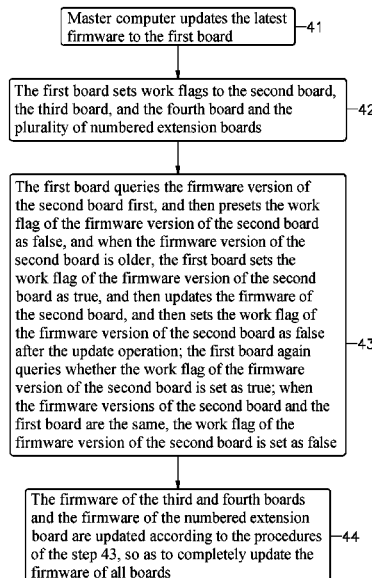 Master computer updates the latest
firmware to the first board
41
The first board sets work flags to the second board,
the third board, and the fourth board and the
plurality of numbered extension boards
42
The first board queries the firmware version of
the second board first, and then presets the work
flag of the firmware version of the second board
as false, and when the firmware version of the
second board is older, the first board sets the
work flag of the firmware version of the second
board as true, and then updates the firmware of
the second board, and then sets the work flag of
the firmware version of the second board as false
after the update operation; the first board again
queries whether the work flag of the firmware
version of the second board is set as true; when
the firmware versions of the second board and the
first board are the same, the work flag of the
firmware version of the second board is set as false
43
The firmware of the third and fourth boards
and the firmware of the numbered extension
board are updated according to the procedures
of the step 43, so as to completely update the
firmware of all boards
44